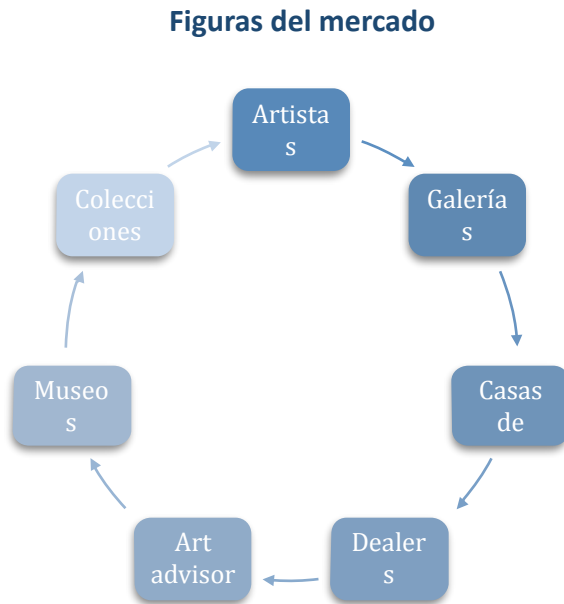 Figuras del mercado
Artista
s
Galería
s
Casas
de
Dealer
s
Art
advisor
Museo
s
Colecci
ones